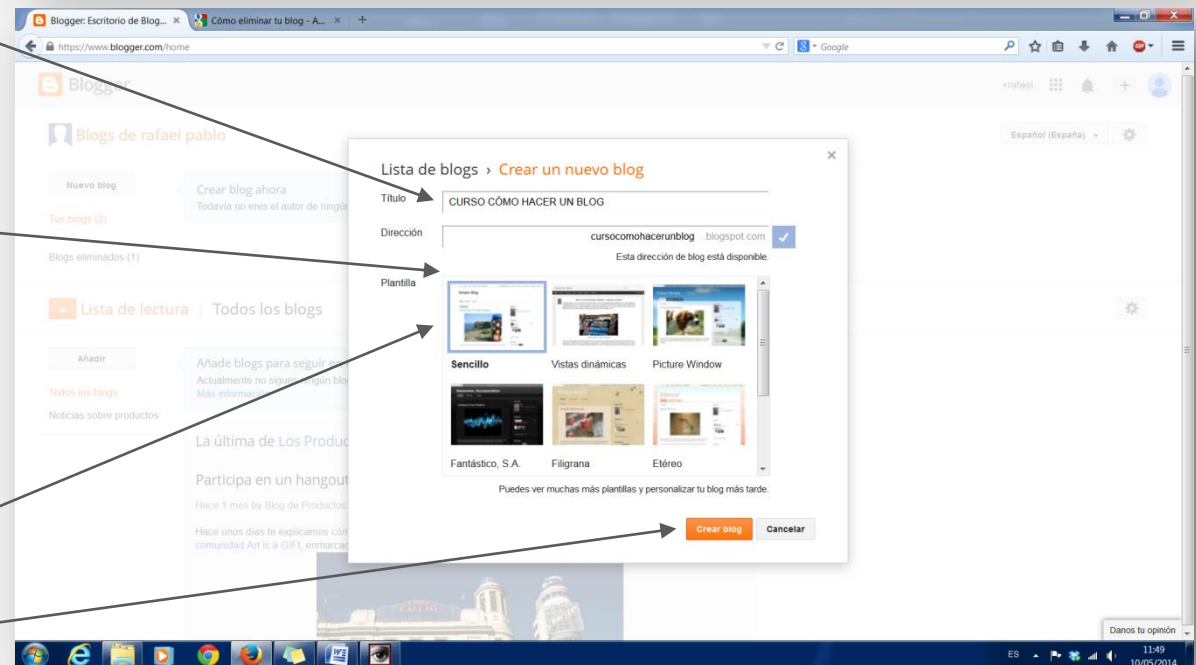 Blogger: Escritorio de Blog...
Cómo eliminar tu blog - A...
https://www.blogger.com/home
Google
Blogger
+rafael
Blogs de rafael pablo
Español (España)
Nuevo blog
Crear blog ahora
Todavía no eres el autor de ningún
Tus blogs (0)
Blogs eliminados (1)
Lista de lectura
Todos los blogs
Añadir
Añade blogs para seguir en
Actualmente no sigues ningún blo
Más información
Todos los blogs
Noticias sobre productos
La última de Los Produc
Participa en un hangout
Hace 1 mes by Blog de Productos
Hace unos días te explicamos cóm
comunidad Art is a GIFt, enmarcad
CALLAO
Lista de blogs › Crear un nuevo blog
Título
CURSO CÓMO HACER UN BLOG
Dirección
cursocomohacerunblog .blogspot.com
Esta dirección de blog está disponible.
Plantilla
Sencillo
Vistas dinámicas
Picture Window
Fantástico, S.A.
Filigrana
Etéreo
Puedes ver muchas más plantillas y personalizar tu blog más tarde.
Crear blog
Cancelar
Danos tu opinión
ES
11:49
10/05/2014